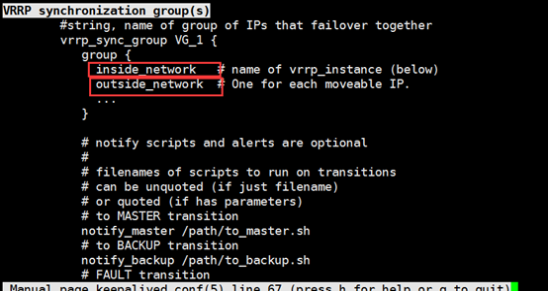 VRRP synchronization group(s)
#string, name of group of IPs that failover together
vrrp_sync_group VG_1 {
group {
inside_network # name of vrrp_instance (below)
outside_network # One for each moveable IP.
...
}
# notify scripts and alerts are optional
#
# filenames of scripts to run on transitions
# can be unquoted (if just filename)
# or quoted (if has parameters)
# to MASTER transition
notify_master /path/to_master.sh
# to BACKUP transition
notify_backup /path/to_backup.sh
# FAULT transition
Manual page keepalived.conf(5) line 67 (press h for help or q to quit)